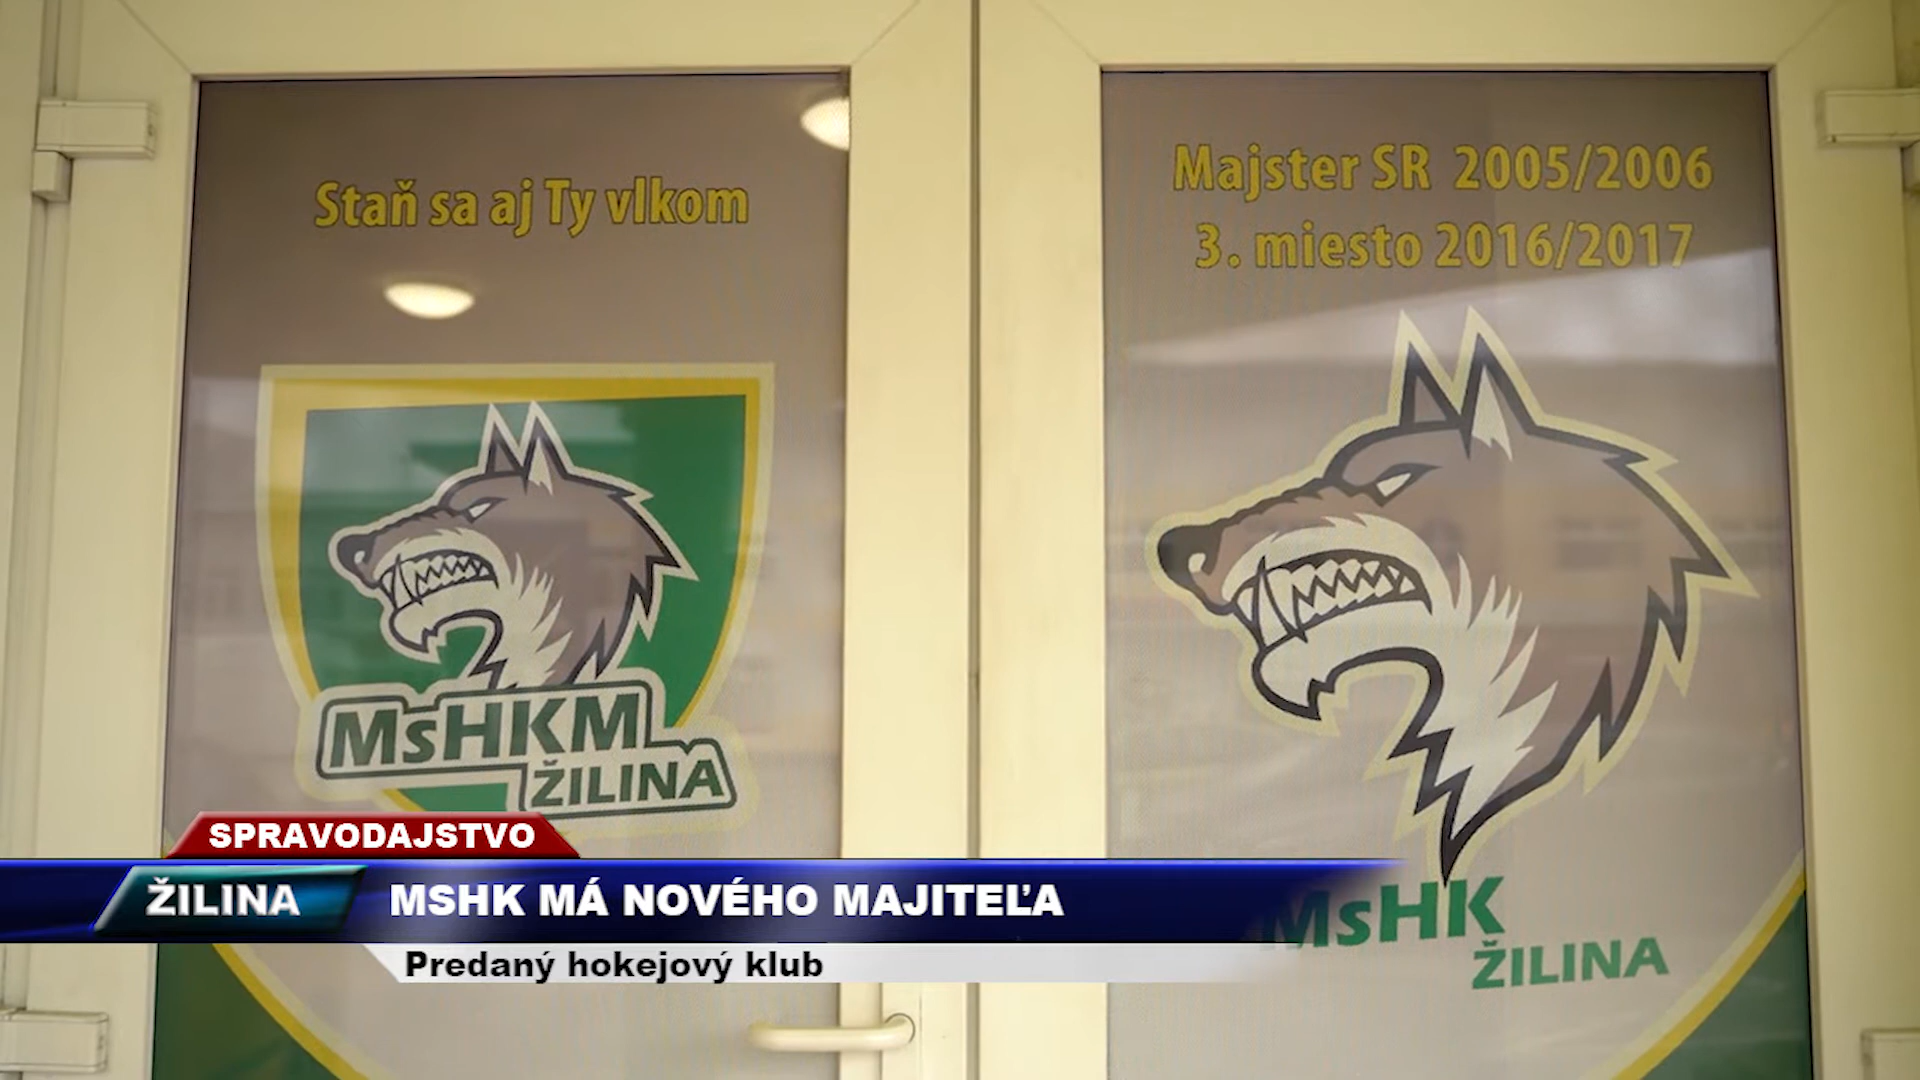 Staň sa aj Ty vlkom
Majster SR 2005/2006
3. miesto 2016/2017
MsHKM
ŽILINA
MsHK
ŽILINA
SPRAVODAJSTVO
ŽILINA
MSHK MÁ NOVÉHO MAJITEĽA
Predaný hokejový klub